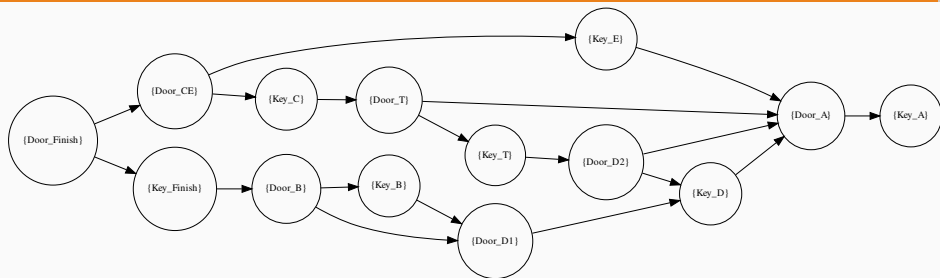 {Key_E}
{Door_CE}
{Key_C}
{Door_T}
{Door_A}
{Key_A}
{Door_Finish}
{Key_T}
{Door_D2}
{Key_Finish}
{Door_B}
{Key_B}
{Key_D}
{Door_D1}